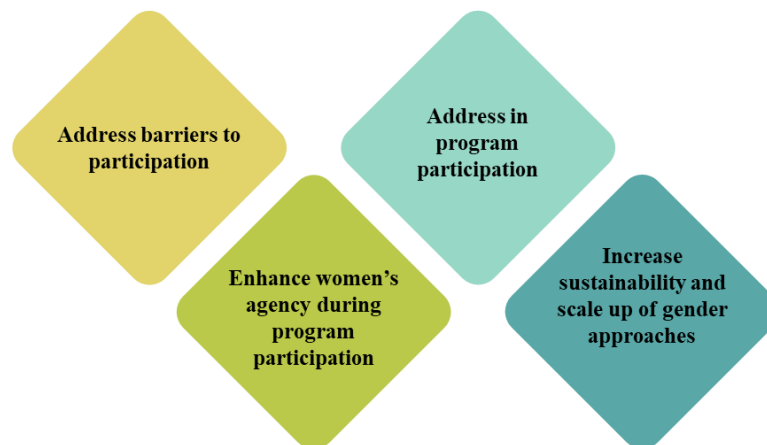 Address barriers to
participation
Enhance women's
agency during
program
participation
Address in
program
participation
Increase
sustainability and
scale up of gender
approaches